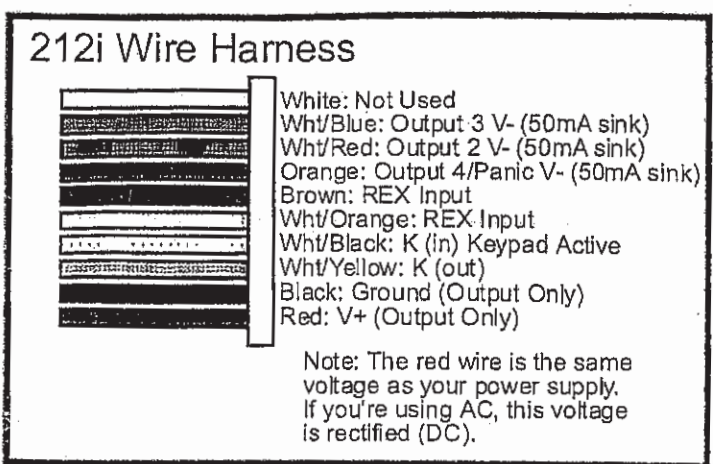 212i Wire Harness
White: Not Used
Wht/Blue: Output 3 V- (50mA sink)
Wht/Red: Output 2 V- (50mA sink)
Orange: Output 4/Panic V- (50mA sink)
Brown: REX Input
Wht/Orange: REX Input
Wht/Black: K (in) Keypad Active
Wht/Yellow: K (out)
Black: Ground (Output Only)
Red: V+ (Output Only)
Note: The red wire is the same
voltage as your power supply.
If you're using AC, this voltage
is rectified (DC).